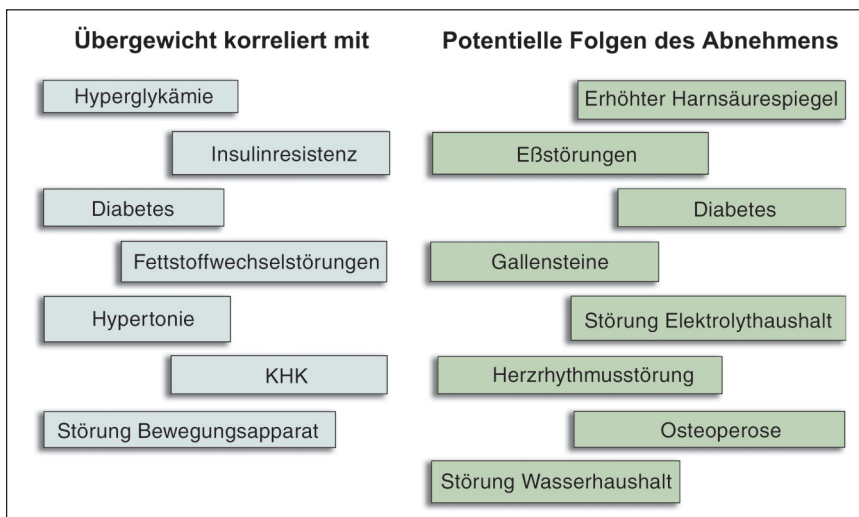 Übergewicht korreliert mit
Hyperglykämie
Insulinresistenz
Diabetes
Fettstoffwechselstörungen
Hypertonie
KHK
Störung Bewegungsapparat
Potentielle Folgen des Abnehmens
Erhöhter Harnsäurespiegel
Eßstörungen
Diabetes
Gallensteine
Störung Elektrolythaushalt
Herzrhythmusstörung
Osteoperose
Störung Wasserhaushalt